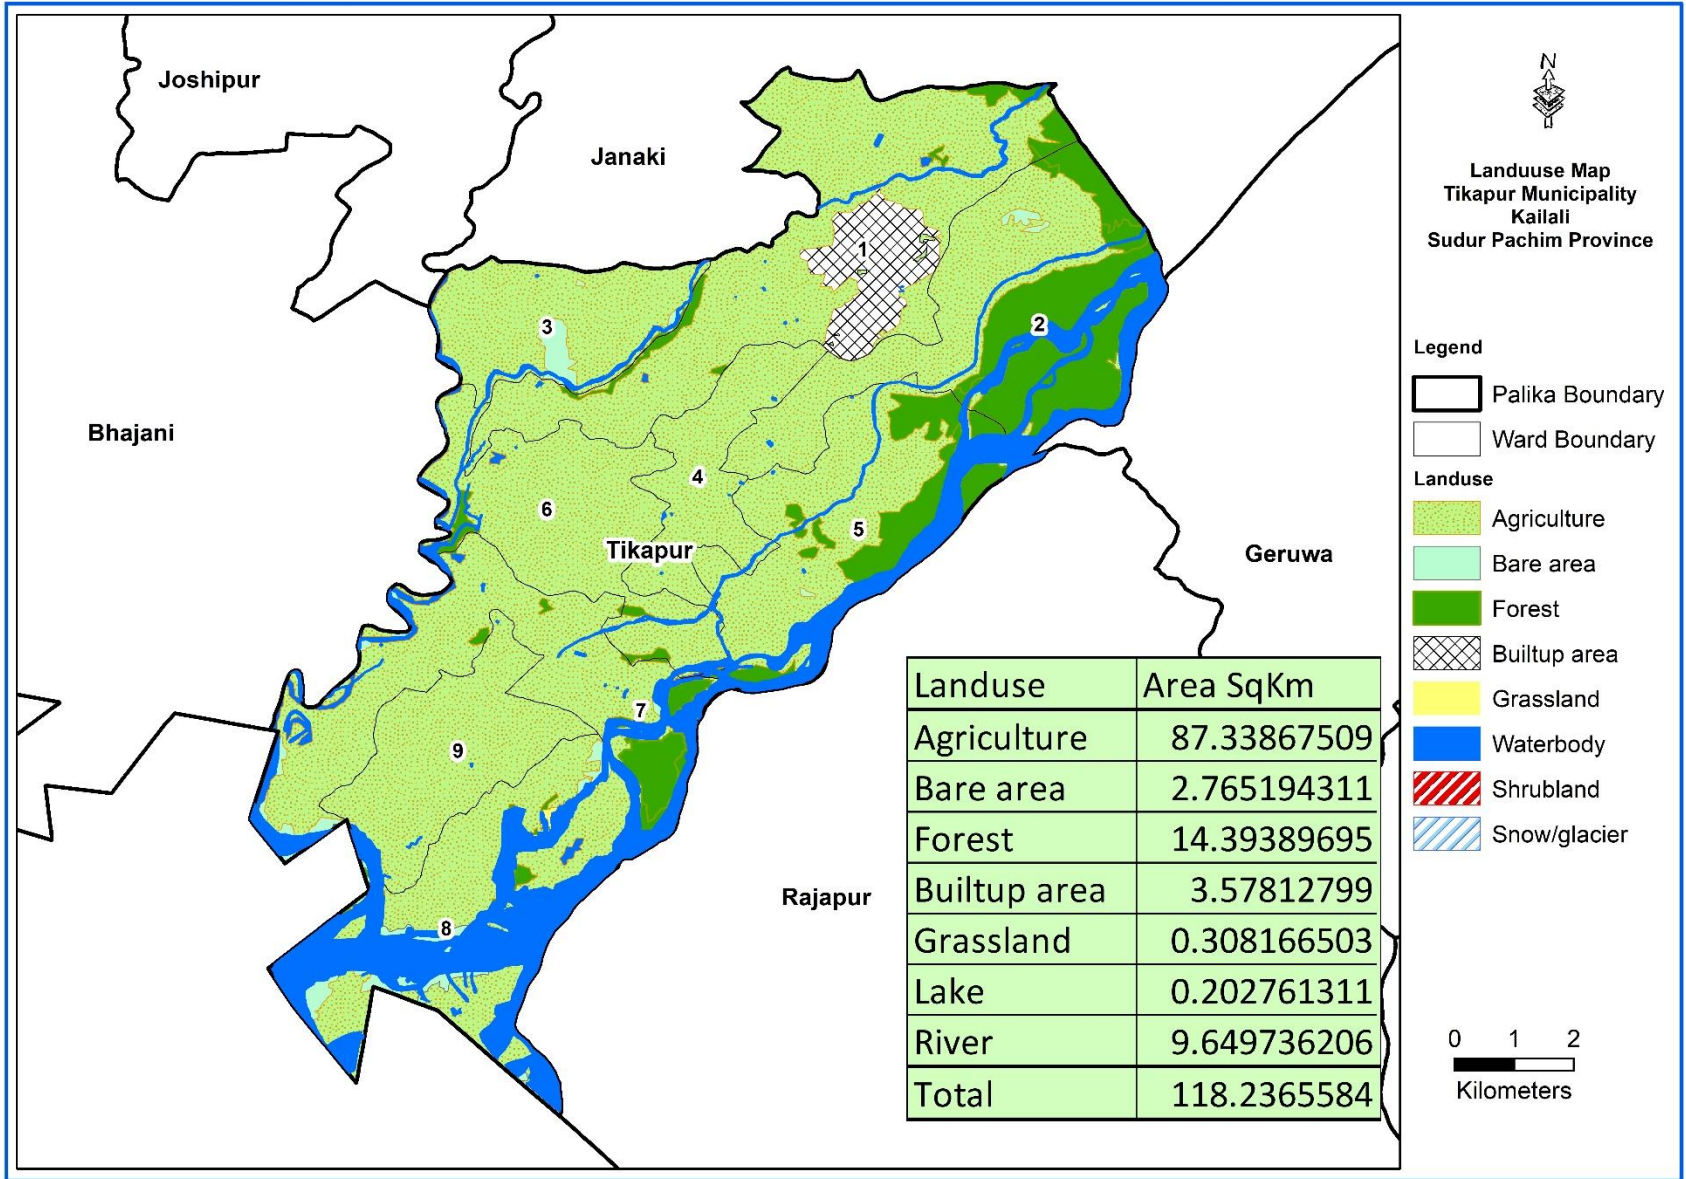 Joshipur
Janaki
Bhajani
Tikapur
Geruwa
Rajapur
1
2
3
4
5
6
7
8
9
N
Landuuse Map
Tikapur Municipality
Kailali
Sudur Pachim Province
Legend
Palika Boundary
Ward Boundary
Landuse
Agriculture
Bare area
Forest
Builtup area
Grassland
Waterbody
Shrubland
Snow/glacier
Landuse Area SqKm
Agriculture 87.33867509
Bare area 2.765194311
Forest 14.39389695
Builtup area 3.57812799
Grassland 0.308166503
Lake 0.202761311
River 9.649736206
Total 118.2365584
0 1 2
Kilometers